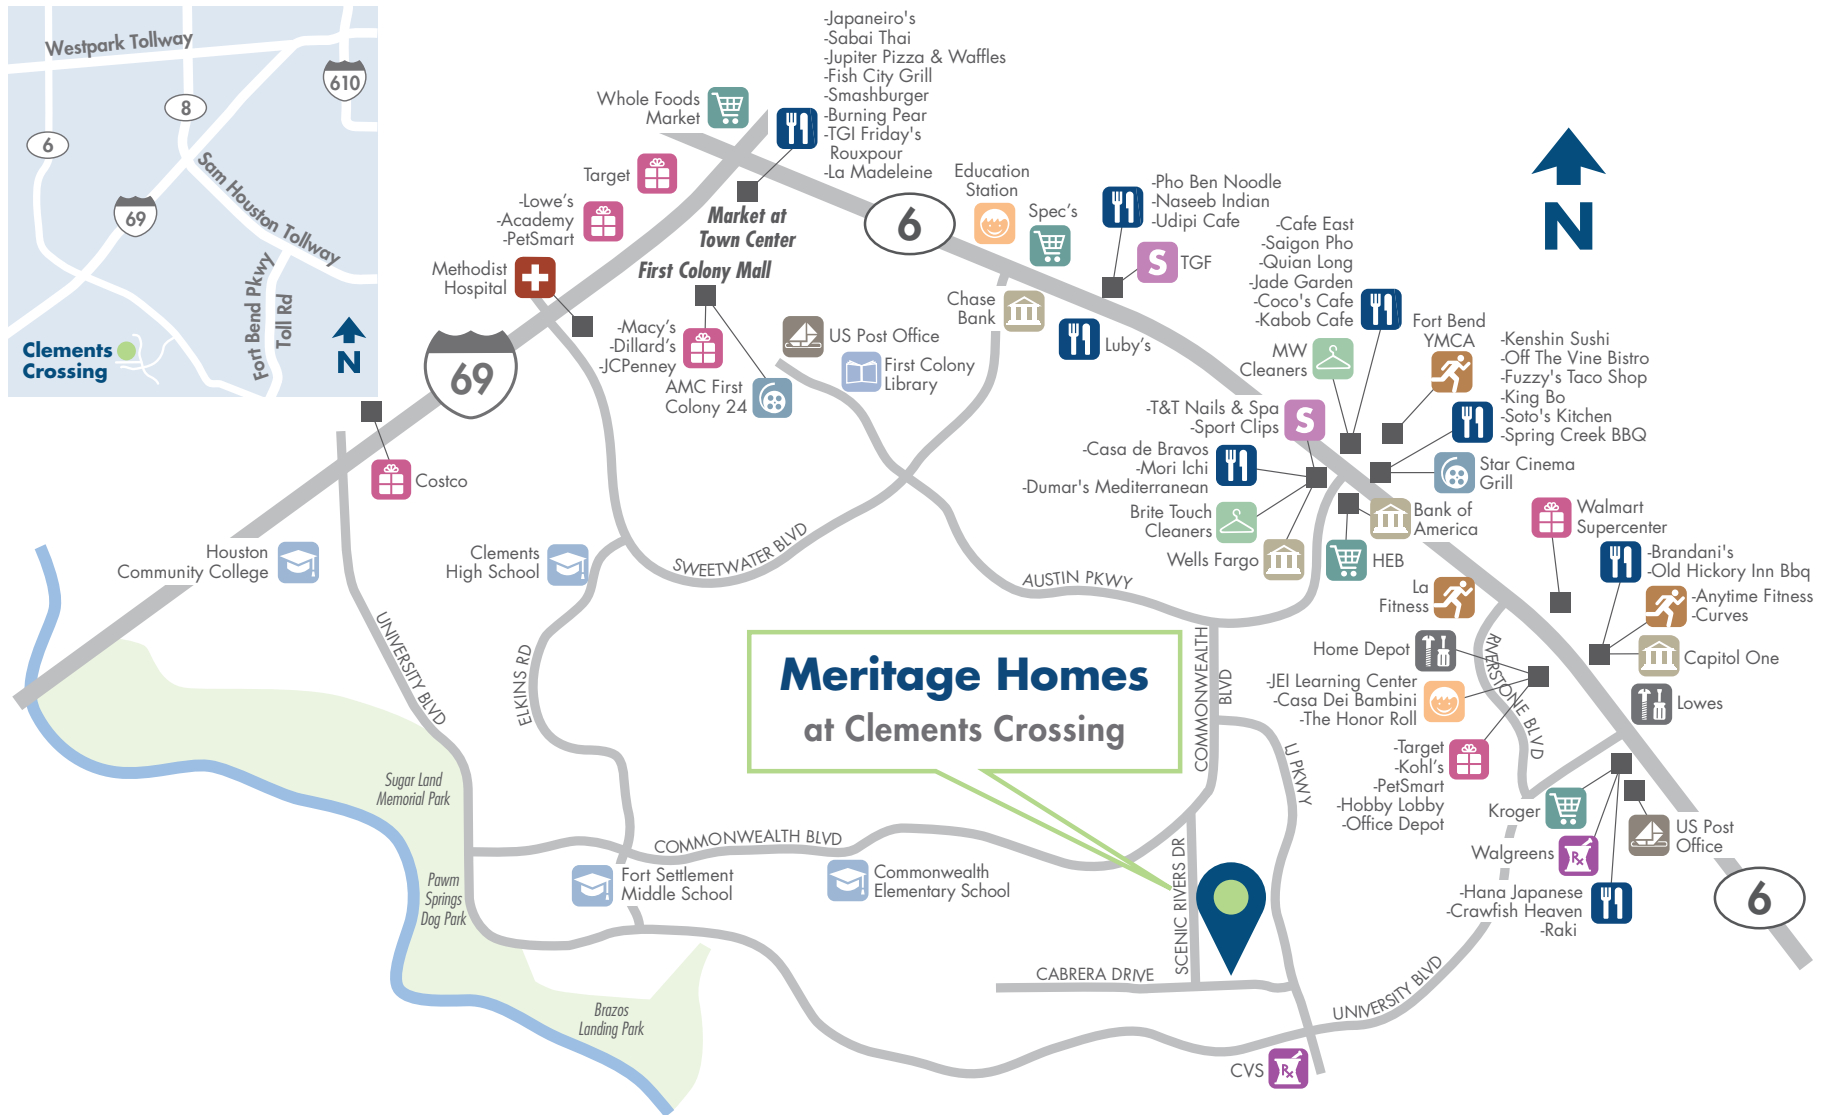 Westpark Tollway
610
8
6
Sam Houston Tollway
69
Fort Bend Pkwy
Toll Rd
Clements
Crossing
N
Whole Foods
Market
-Japaneiro's
-Sabai Thai
-Jupiter Pizza & Waffles
-Fish City Grill
-Smashburger
-Burning Pear
-TGI Friday's
Rouxpour
-La Madeleine
Target
-Lowe's
-Academy
-PetSmart
Market at
Town Center
First Colony Mall
Methodist
Hospital
-Macy's
-Dillard's
-JCPenney
AMC First
Colony 24
US Post Office
First Colony
Library
6
69
Education
Station
Spec's
Chase
Bank
Luby's
-Pho Ben Noodle
-Naseeb Indian
-Udipi Cafe
S
TGF
-Cafe East
-Saigon Pho
-Quian Long
-Jade Garden
-Coco's Cafe
-Kabob Cafe
MW
Cleaners
Fort Bend
YMCA
-Kenshin Sushi
-Off The Vine Bistro
-Fuzzy's Taco Shop
-King Bo
-Soto's Kitchen
-Spring Creek BBQ
N
Star Cinema
Grill
-T&T Nails & Spa
-Sport Clips
S
-Casa de Bravos
-Mori Ichi
-Dumar's Mediterranean
Brite Touch
Cleaners
Wells Fargo
HEB
Bank of
America
Walmart
Supercenter
-Brandani's
-Old Hickory Inn Bbq
-Anytime Fitness
-Curves
Capitol One
Lowes
La
Fitness
Home Depot
-JEI Learning Center
-Casa Dei Bambini
-The Honor Roll
-Target
-Kohl's
-PetSmart
-Hobby Lobby
-Office Depot
RIVERSTONE BLVD
Kroger
Walgreens
Rx
US Post
Office
-Hana Japanese
-Crawfish Heaven
-Raki
6
Costco
Houston
Community College
Clements
High School
SWEETWATER BLVD
AUSTIN PKWY
UNIVERSITY BLVD
ELKINS RD
Meritage Homes
at Clements Crossing
COMMONWEALTH
BLVD
LJ PKWY
Sugar Land
Memorial Park
COMMONWEALTH BLVD
Pawm
Springs
Dog Park
Fort Settlement
Middle School
Commonwealth
Elementary School
SCENIC RIVERS DR
CABRERA DRIVE
UNIVERSITY BLVD
Brazos
Landing Park
CVS
Rx